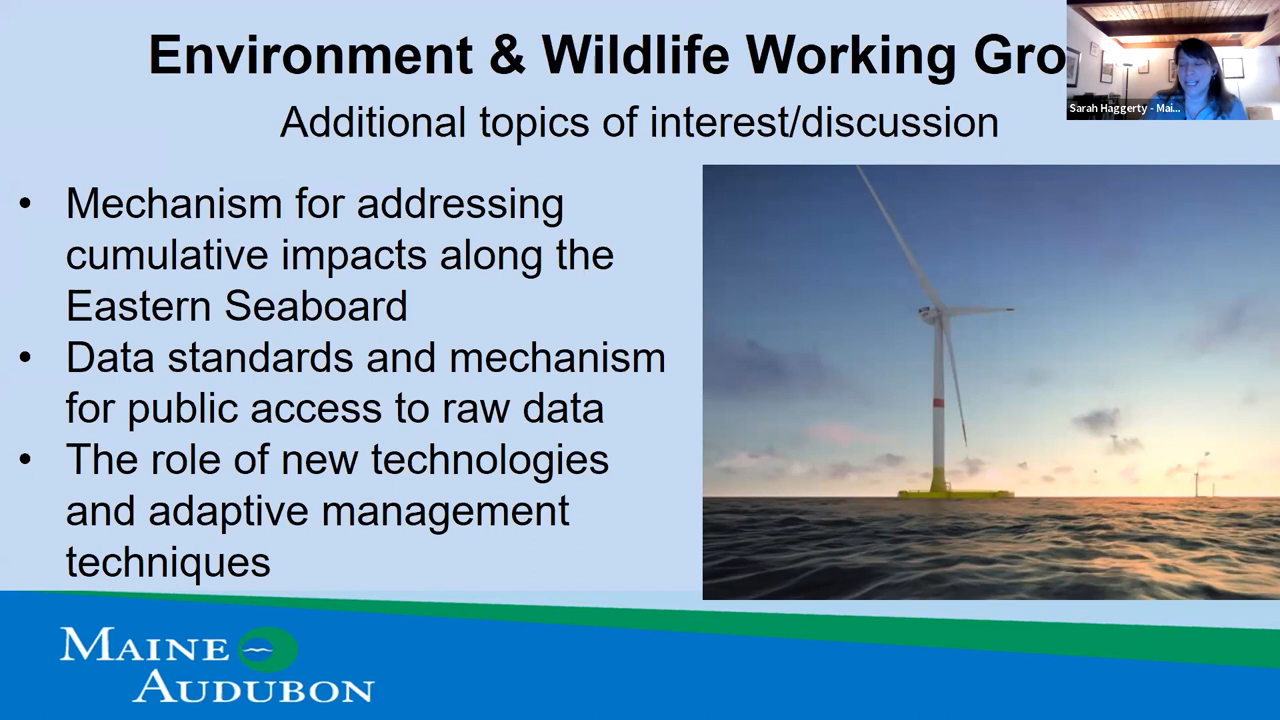 Environment & Wildlife Working Gro
Sarah Haggerty - Mai...
Additional topics of interest/discussion
• Mechanism for addressing
cumulative impacts along the
Eastern Seaboard
• Data standards and mechanism
for public access to raw data
• The role of new technologies
and adaptive management
techniques
MAINE
AUDUBON